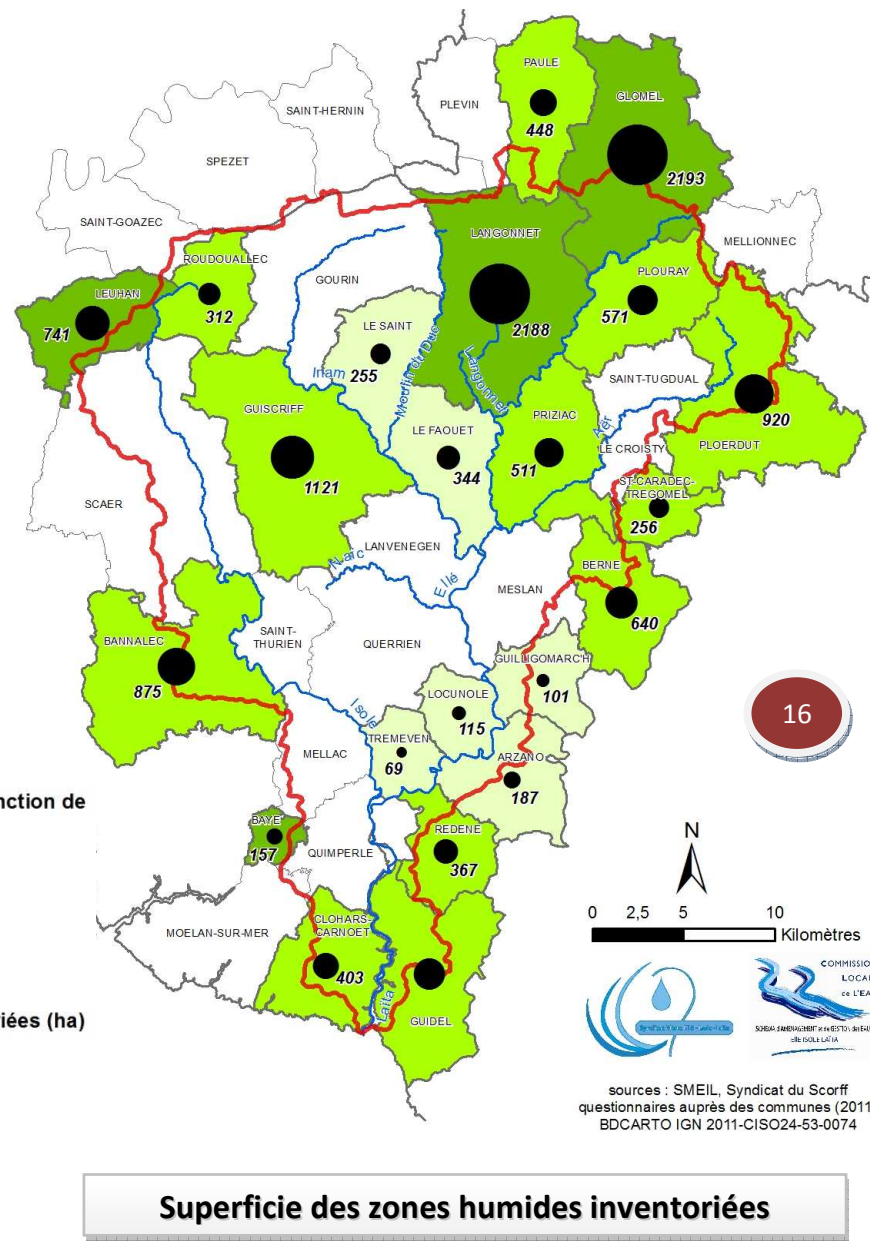 PAULE
448
GLOMEL
2193
PLEVIN
SAINT-HERNIN
SPEZET
SAINT-GOAZEC
LANGONNET
2188
MELLIONNEC
ROUDOUALLEC
312
GOURIN
PLOURAY
571
LEUHAN
741
LE SAINT
255
Inam
Moulin du Duc
Langonnet
SAINT-TUGDUAL
920
PLOERDUT
GUISCRIFF
1121
LE FAOUET
344
PRIZIAC
511
Aër
LE CROISTY
ST-CARADEC-
TREGOMEL
256
SCAER
LANVENEGEN
Naïc
Ellé
MESLAN
BERNE
640
BANNALEC
875
SAINT-
THURIEN
QUERRIEN
GUILLIGOMARC'H
101
LOCUNOLE
115
Isole
TREMEVEN
69
MELLAC
ARZANO
187
16
nction de
BAYE
157
QUIMPERLE
REDENE
367
MOELAN-SUR-MER
CLOHARS-
CARNOET
403
Laïta
GUIDEL
iées (ha)
N
0 2,5 5 10
Kilomètres
COMMISSIO
LOCAL
de L'EA
sources : SMEIL, Syndicat du Scorff
questionnaires auprès des communes (2011
BDCARTO IGN 2011-CISO24-53-0074
Superficie des zones humides inventoriées